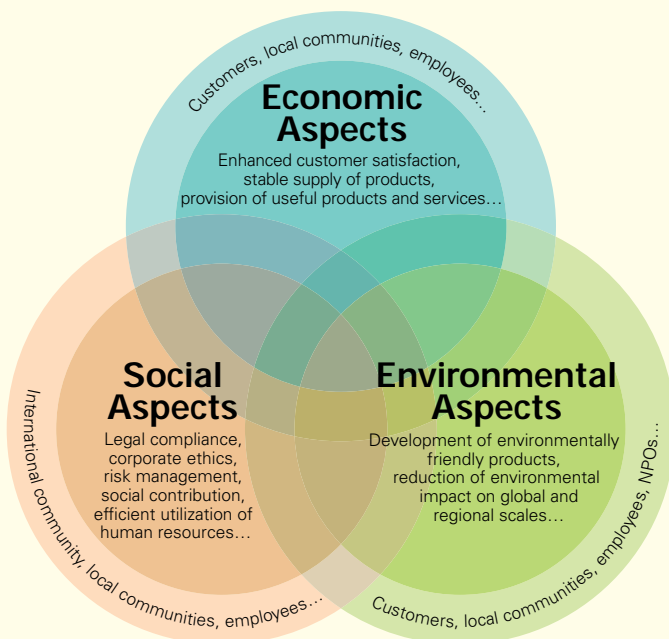 Customers, local communities, employees…
Economic
Aspects
Enhanced customer satisfaction,
stable supply of products,
provision of useful products and services…
Social
Aspects
Legal compliance,
corporate ethics,
risk management,
social contribution,
efficient utilization of
human resources…
International community, local communities, employees…
Environmental
Aspects
Development of environmentally
friendly products,
reduction of environmental
impact on global and
regional scales…
Customers, local communities, employees, NPOs…